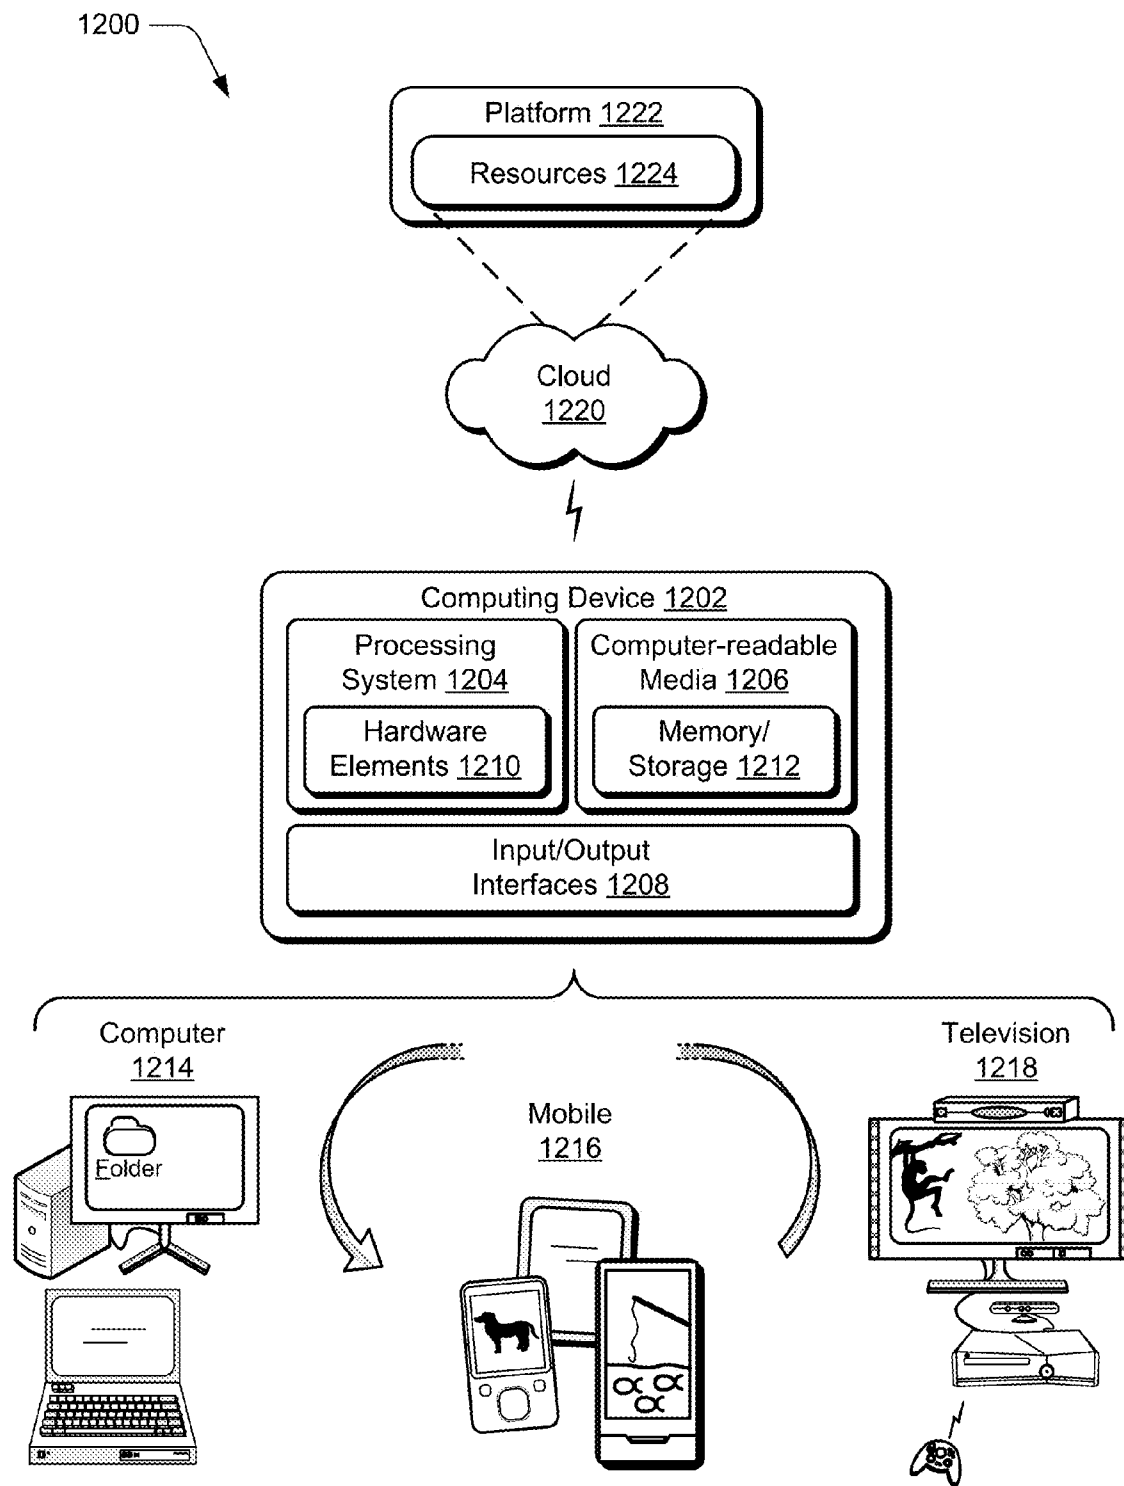 1200
Platform 1222
Resources 1224
Cloud
1220
Computing Device 1202
Processing
System 1204
Hardware
Elements 1210
Computer-readable
Media 1206
Memory/
Storage 1212
Input/Output
Interfaces 1208
Computer
1214
Folder
Mobile
1216
Television
1218